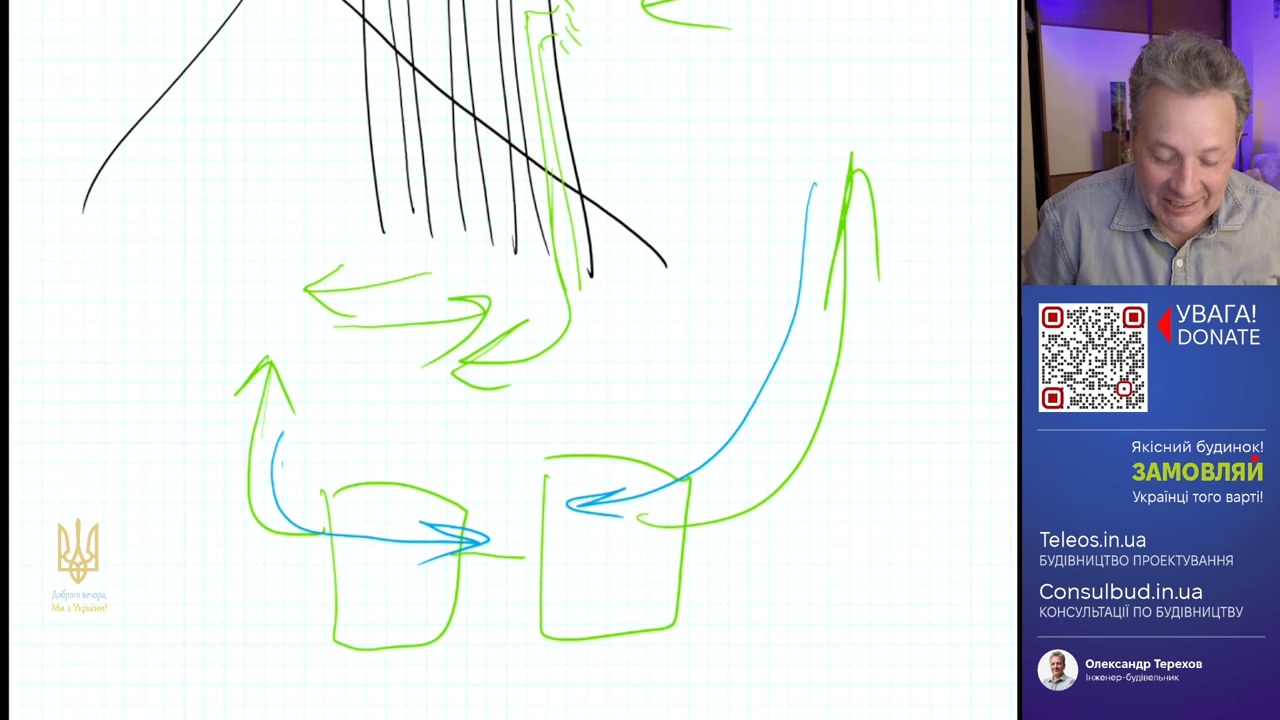 УВАГА!
DONATE
Якісний будинок!
ЗАМОВЛЯЙ
Українці того варті!
Teleos.in.ua
БУДІВНИЦТВО ПРОЕКТУВАННЯ
Consulbud.in.ua
КОНСУЛЬТАЦІЇ ПО БУДІВНИЦТВУ
Олександр Терехов
Інженер-будівельник
Доброго вечора,
Ми з України!